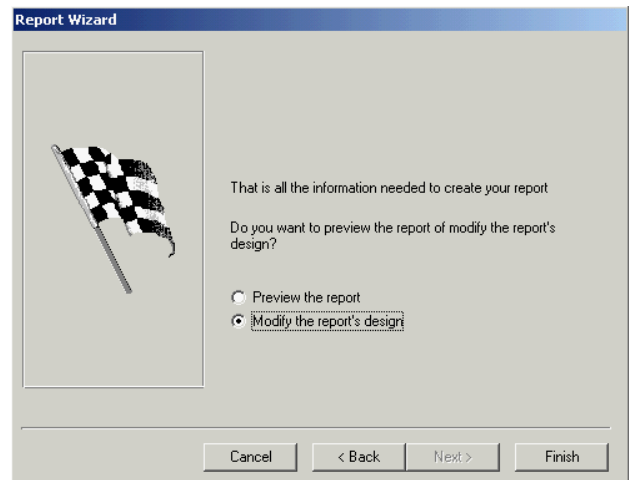 Report Wizard
That is all the information needed to create your report
Do you want to preview the report of modify the report's
design?
Preview the report
Modify the report's design
Cancel
< Back
Next >
Finish